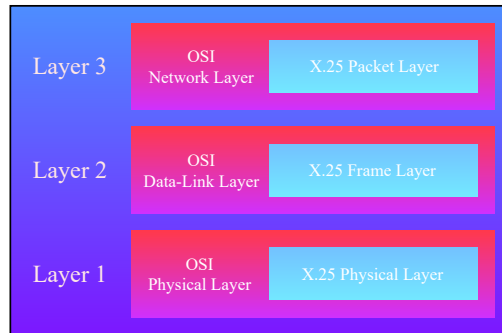 Layer 3
OSI
Network Layer
X.25 Packet Layer
Layer 2
OSI
Data-Link Layer
X.25 Frame Layer
Layer 1
OSI
Physical Layer
X.25 Physical Layer